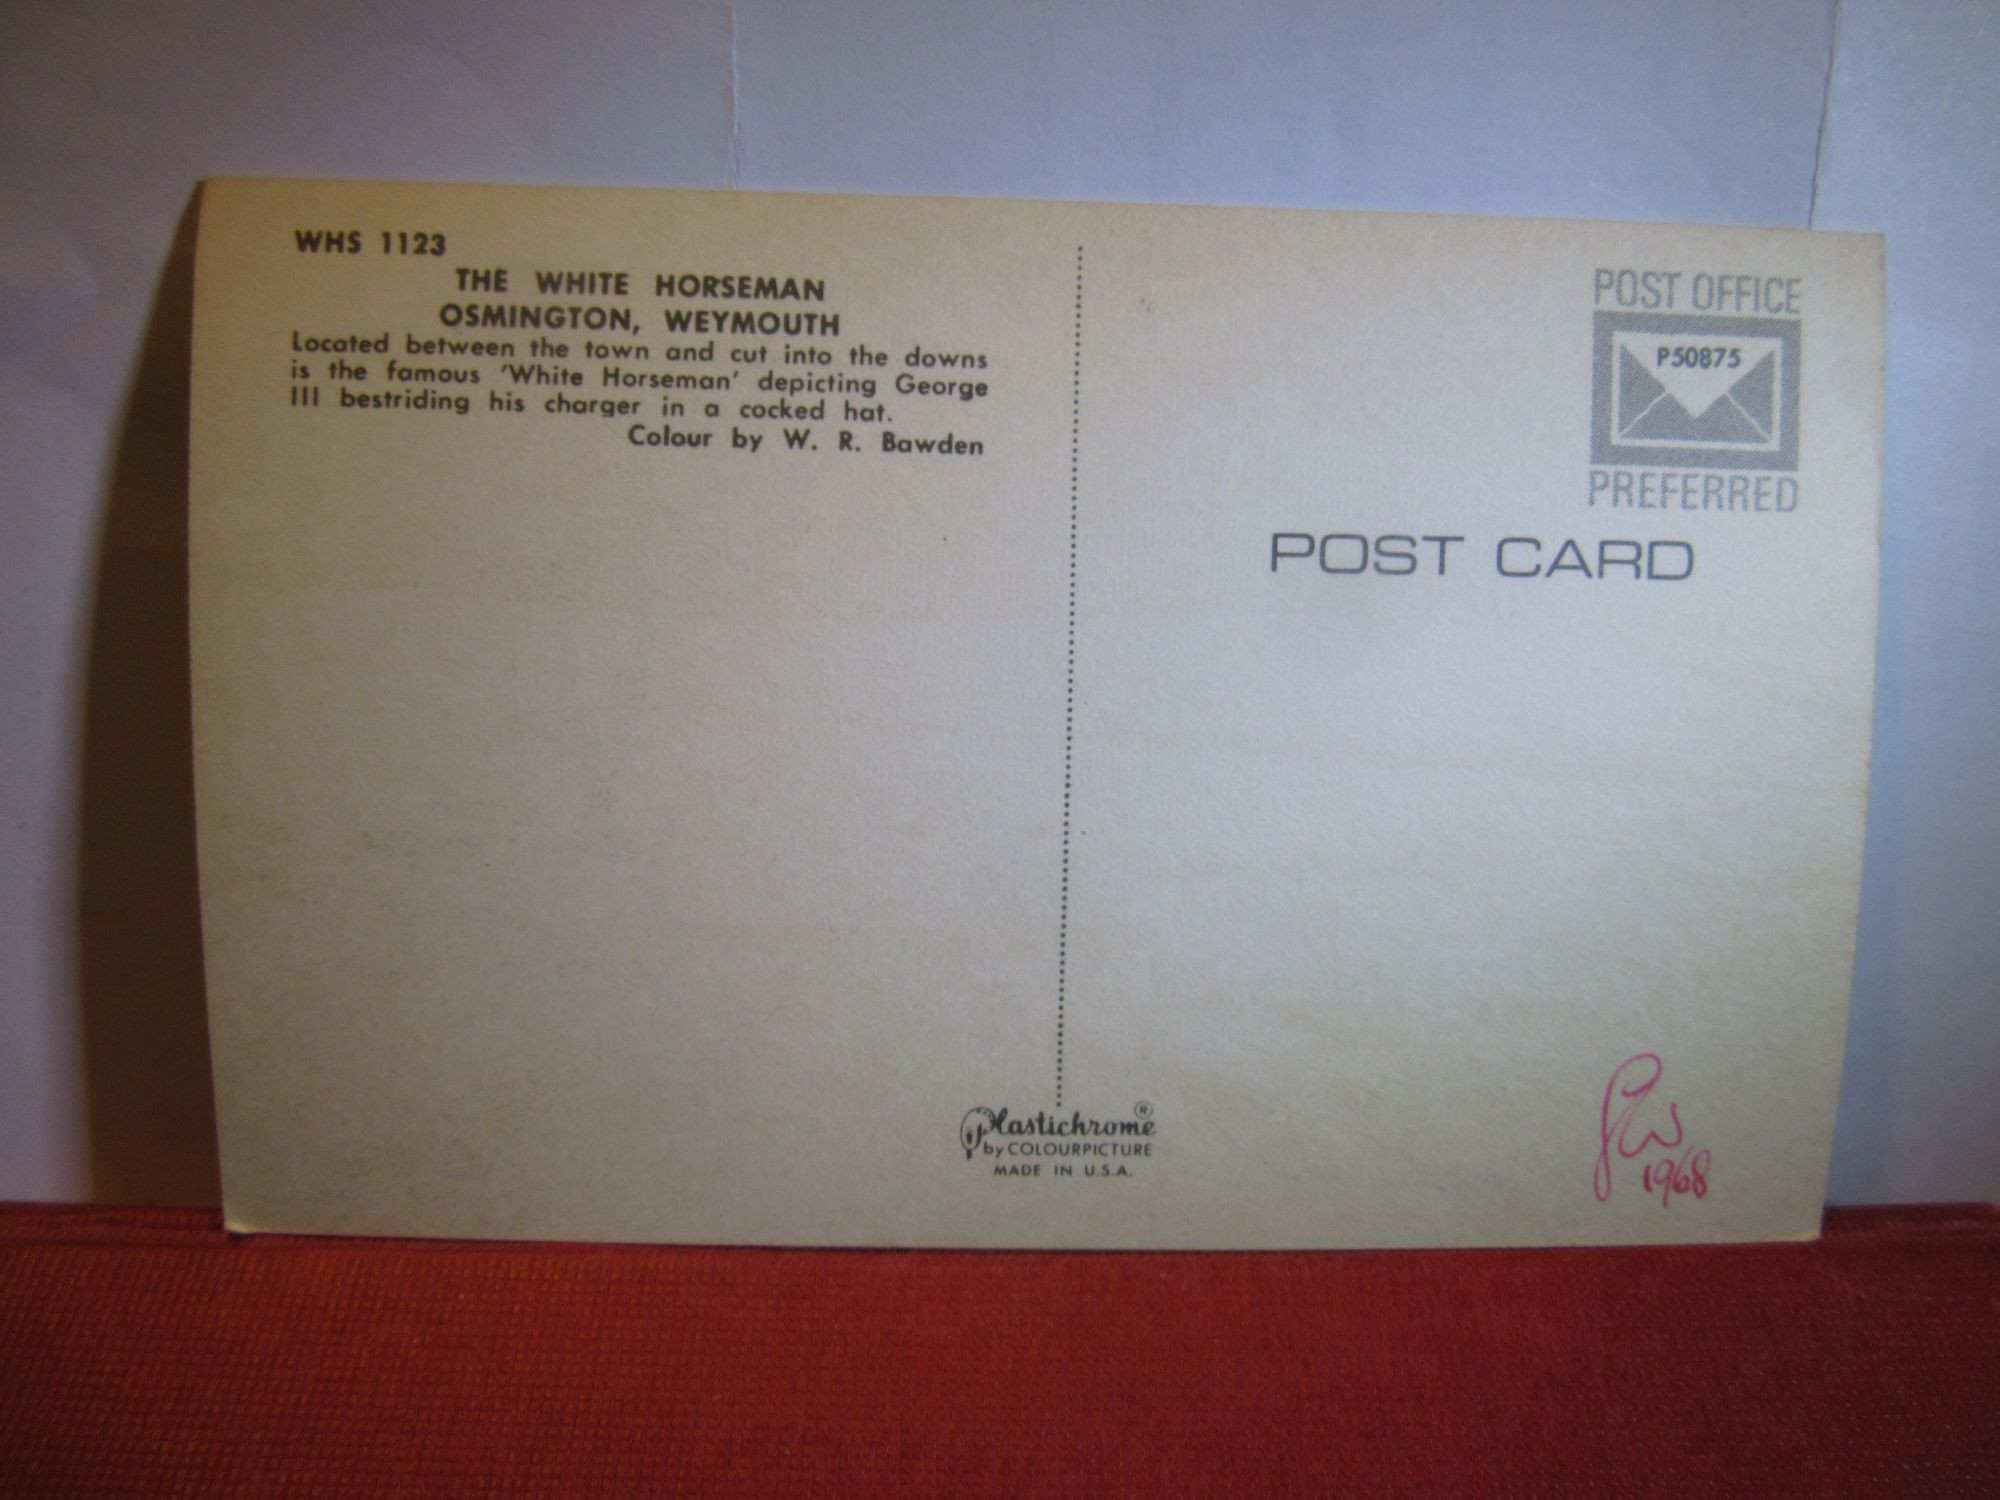 WHS 1123
THE WHITE HORSEMAN
OSMINGTON, WEYMOUTH
Located between the town and cut into the downs
is the famous 'White Horseman' depicting George
III bestriding his charger in a cocked hat.
Colour by W. R. Bawden
POST OFFICE
P50875
PREFERRED
POST CARD
Plastichrome ®
by COLOURPICTURE
MADE IN U.S.A.
1968